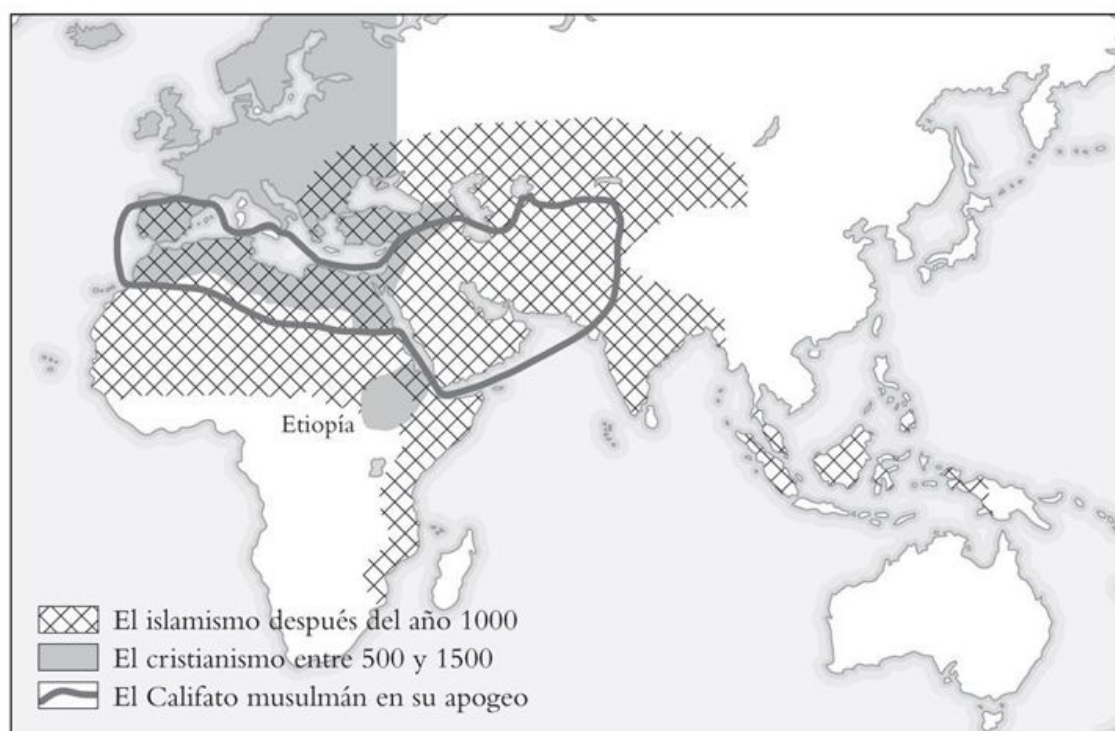 Etiopía
El islamismo después del año 1000
El cristianismo entre 500 y 1500
El Califato musulmán en su apogeo